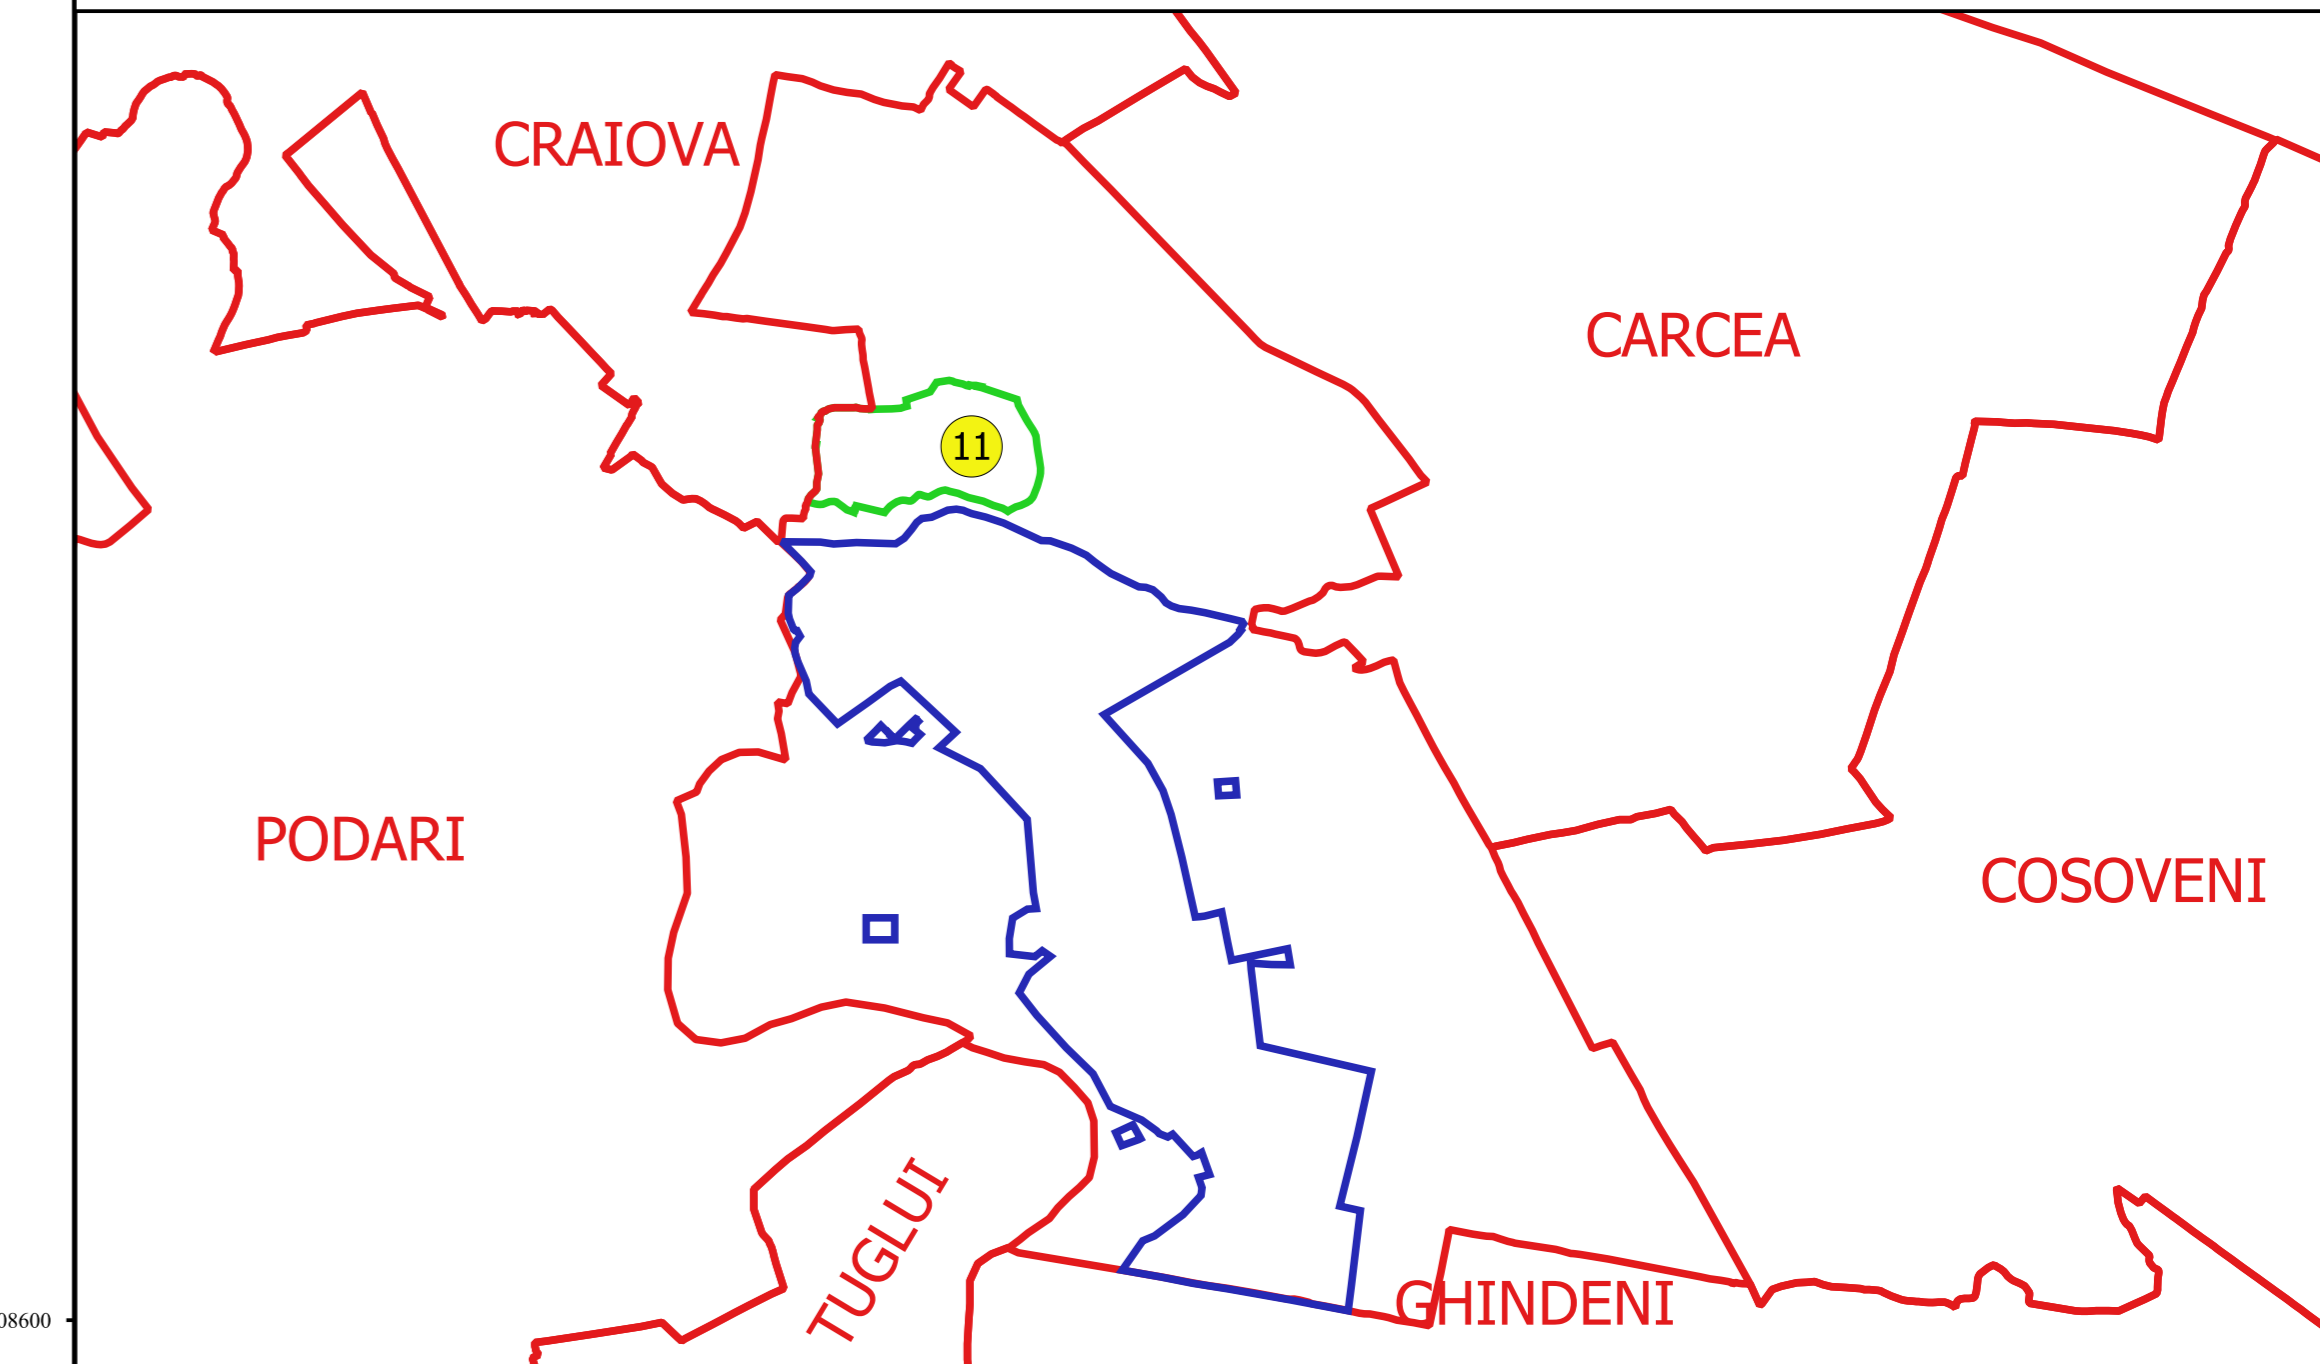 CRAIOVA
CARCEA
11
PODARI
COSOVENI
TUGLUI
GHINDENI
08600